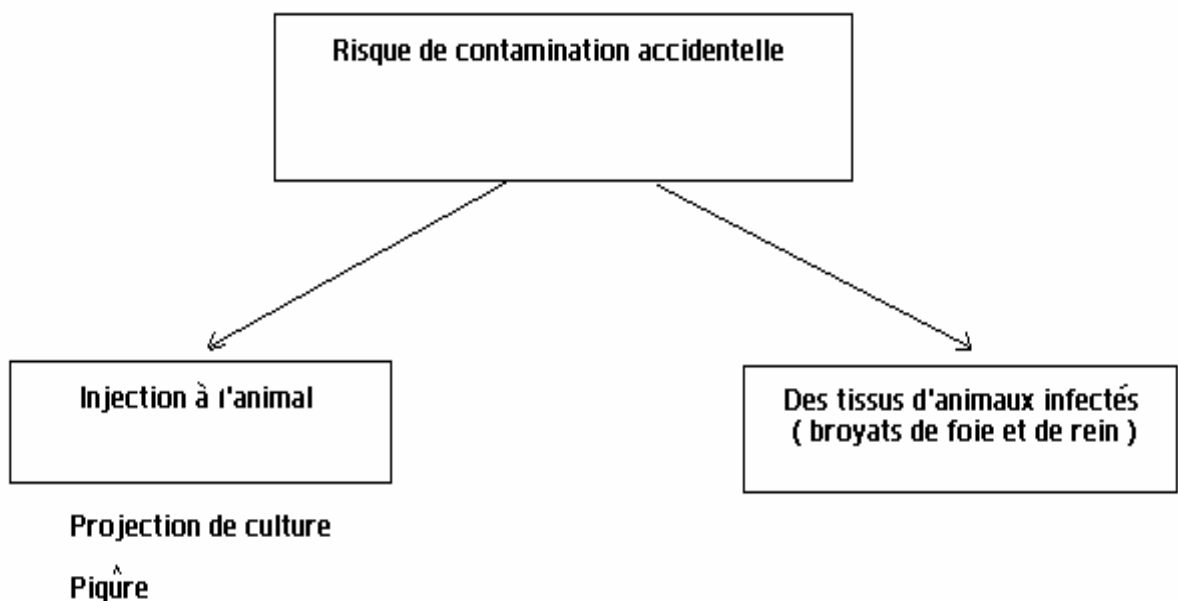 Risque de contamination accidentelle
Injection à l'animal
Des tissus d'animaux infectés
( broyats de foie et de rein )
Projection de culture
Piqûre